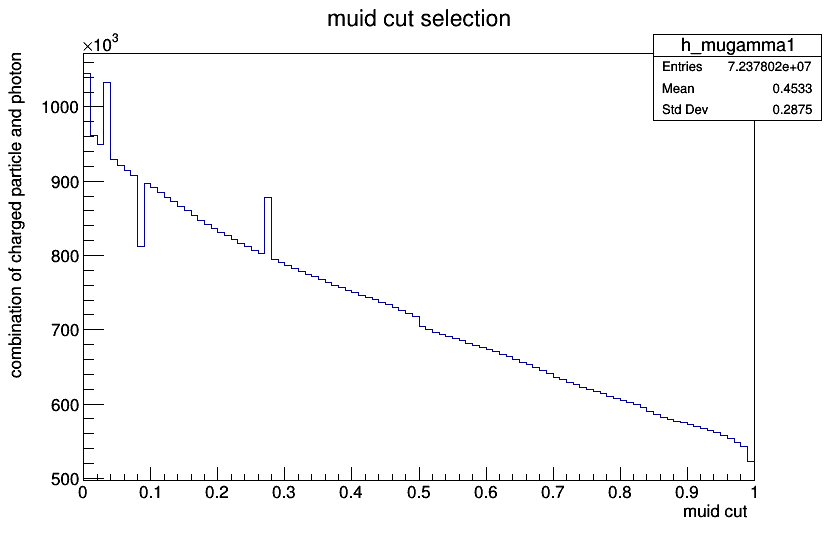 muid cut selection
×10³
h_mugamma1
Entries 7.237802e+07
Mean 0.4533
Std Dev 0.2875
combination of charged particle and photon
1000
900
800
700
600
500
0 0.1 0.2 0.3 0.4 0.5 0.6 0.7 0.8 0.9 1
muid cut